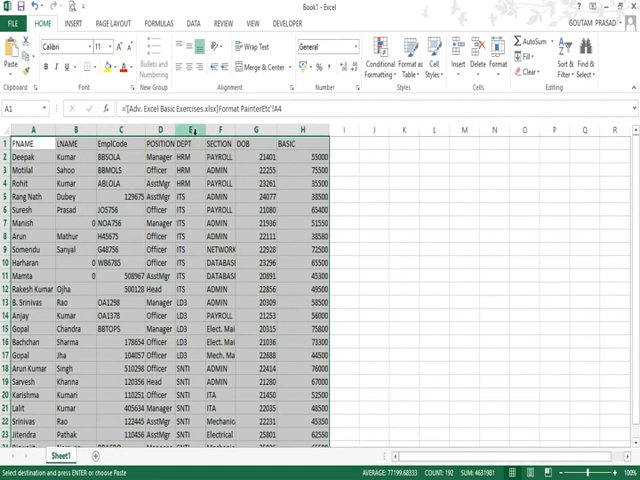 Book1 - Excel
FILE HOME INSERT PAGE LAYOUT FORMULAS DATA REVIEW VIEW DEVELOPER GOUTAM PRASAD
Calibri 11 Wrap Text General AutoSum
Paste B I U Bullets and Numbering Merge & Center Conditional Formatting Format as Table Cell Styles Insert Delete Format Fill Clear Sort & Filter Find & Select
Clipboard Font Alignment Number Styles Cells Editing
A1 ='[Adv. Excel Basic Exercises.xlsx]Format PainterEtc'!A4
A B C D E F G H I J K L M N O P Q R
1 FNAME LNAME EmplCode POSITION DEPT SECTION DOB BASIC
2 Deepak Kumar BBSOLA Manager HRM PAYROLL 21401 55000
3 Motilal Sahoo BBMOLS Officer HRM ADMIN 22255 75500
4 Rohit Kumar ABLOLA AsstMgr HRM PAYROLL 23261 35500
5 Rang Nath Dubey 129675 AsstMgr ITS ADMIN 24077 38500
6 Suresh Prasad JO5756 Officer ITS PAYROLL 21080 65400
7 Manish 0 NOA756 Officer ITS ADMIN 21936 51550
8 Arun Mathur H45675 Officer ITS ADMIN 22111 38580
9 Somendu Sanyal G48756 Officer ITS NETWORK 22928 72500
10 Harharan 0 WB6785 Officer ITS DATABAS 23296 65500
11 Mamta 0 508967 AsstMgr ITS DATABAS 20891 45300
12 Rakesh Kumar Ojha 500128 Head ITS ADMIN 22856 49500
13 B. Srinivas Rao OA1298 Manager LD3 ADMIN 20309 58500
14 Anjay Kumar OA1378 Officer LD3 PAYROLL 21253 56000
15 Gopal Chandra BBTOPS Manager LD3 Elect. Mai 20315 75800
16 Bachchan Sharma 178654 Officer LD3 Elect. Mai 21036 73300
17 Gopal Jha 104057 Officer LD3 Mech. Ma 22688 44500
18 Arun Kumar Singh 510298 Officer SNTI ADMIN 22414 76000
19 Sarvesh Khanna 120356 Head SNTI ADMIN 21280 67000
20 Karishma Kumari 110251 Officer SNTI ITA 21450 52500
21 Lalit Kumar 405634 Officer SNTI ITA 22035 48500
22 Srinivas Rao 122445 AsstMgr SNTI Mechanic 22231 45350
23 Jitendra Pathak 110456 AsstMgr SNTI Electrical 25801 62550
24
Sheet1
Select destination and press ENTER or choose Paste AVERAGE: 77199.68333 COUNT: 192 SUM: 4631981 100%